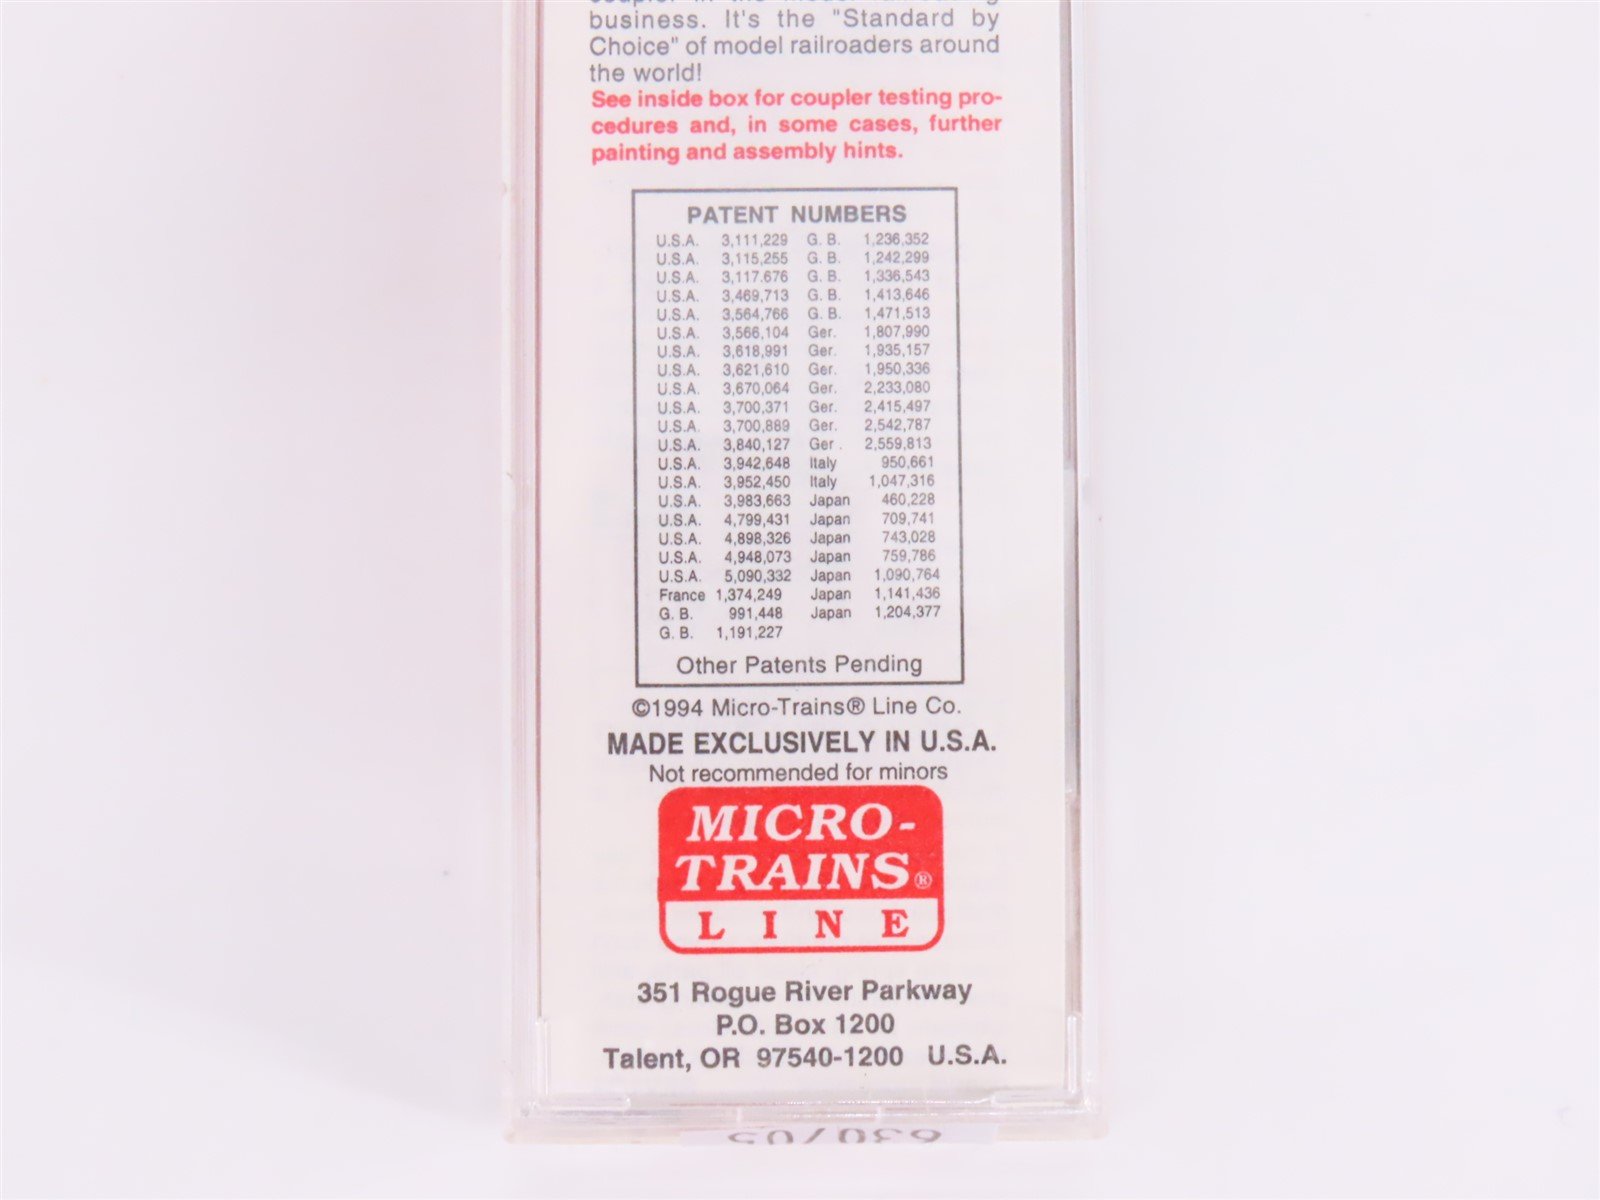 business. It's the "Standard by
Choice" of model railroaders around
the world!
See inside box for coupler testing pro-
cedures and, in some cases, further
painting and assembly hints.
PATENT NUMBERS
U.S.A. 3,111,229 G. B. 1,236,352
U.S.A. 3,115,255 G. B. 1,242,299
U.S.A. 3,117.676 G. B. 1,336,543
U.S.A. 3,469,713 G. B. 1,413,646
U.S.A. 3,564,766 G. B. 1,471,513
U.S.A. 3,566,104 Ger. 1,807,990
U.S.A. 3,618,991 Ger. 1,935,157
U.S.A. 3,621,610 Ger. 1,950,336
U.S.A. 3,670,064 Ger. 2,233,080
U.S.A. 3,700,371 Ger. 2,415,497
U.S.A. 3,700,889 Ger. 2,542,787
U.S.A. 3,840,127 Ger . 2,559,813
U.S.A. 3,942,648 Italy 950,661
U.S.A. 3,952,450 Italy 1,047,316
U.S.A. 3,983,663 Japan 460,228
U.S.A. 4,799,431 Japan 709,741
U.S.A. 4,898,326 Japan 743,028
U.S.A. 4,948,073 Japan 759,786
U.S.A. 5,090,332 Japan 1,090,764
France 1,374,249 Japan 1,141,436
G. B. 991,448 Japan 1,204,377
G. B. 1,191,227
Other Patents Pending
©1994 Micro-Trains® Line Co.
MADE EXCLUSIVELY IN U.S.A.
Not recommended for minors
MICRO-
TRAINS®
LINE
351 Rogue River Parkway
P.O. Box 1200
Talent, OR 97540-1200 U.S.A.